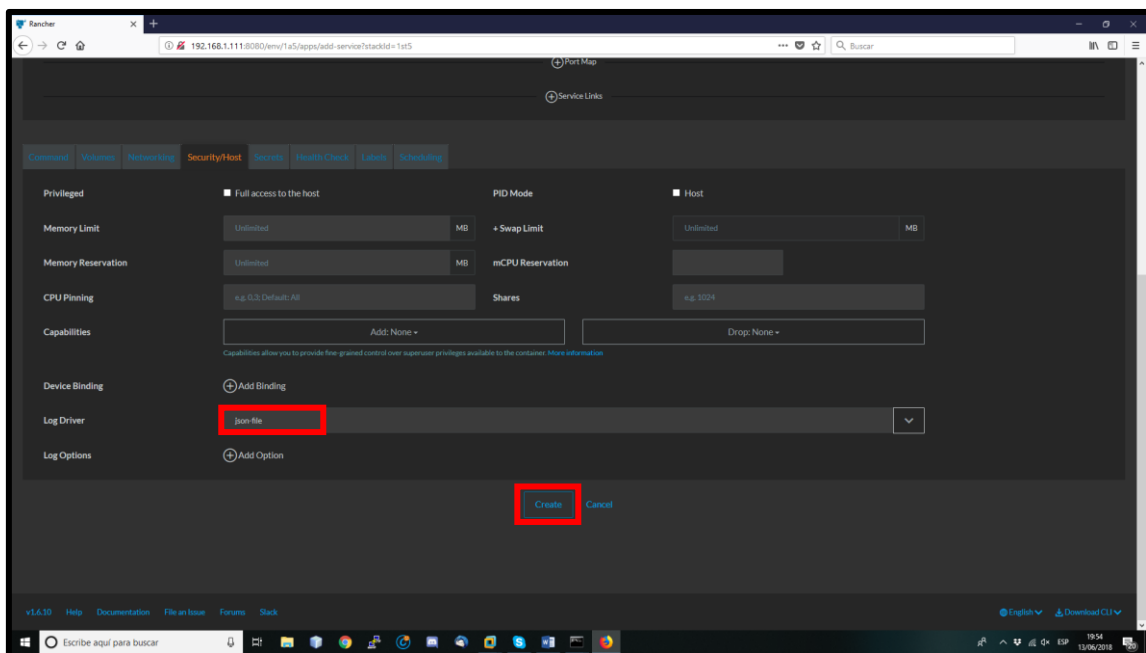 Rancher
192.168.1.111:8080/env/1a5/apps/add-service?stackId=1st5
Buscar
Port Map
Service Links
Command Volumes Networking Security/Host Secrets Health Check Labels Scheduling
Privileged Full access to the host PID Mode Host
Memory Limit Unlimited MB + Swap Limit Unlimited MB
Memory Reservation Unlimited MB mCPU Reservation
CPU Pinning e.g. 0,3; Default: All Shares e.g. 1024
Capabilities Add: None Drop: None
Capabilities allow you to provide fine-grained control over superuser privileges available to the container. More information
Device Binding Add Binding
Log Driver json-file
Log Options Add Option
Create Cancel
v1.6.10 Help Documentation File an Issue Forums Slack English Download CLI
Escribe aquí para buscar ESP 19:54
13/06/2018